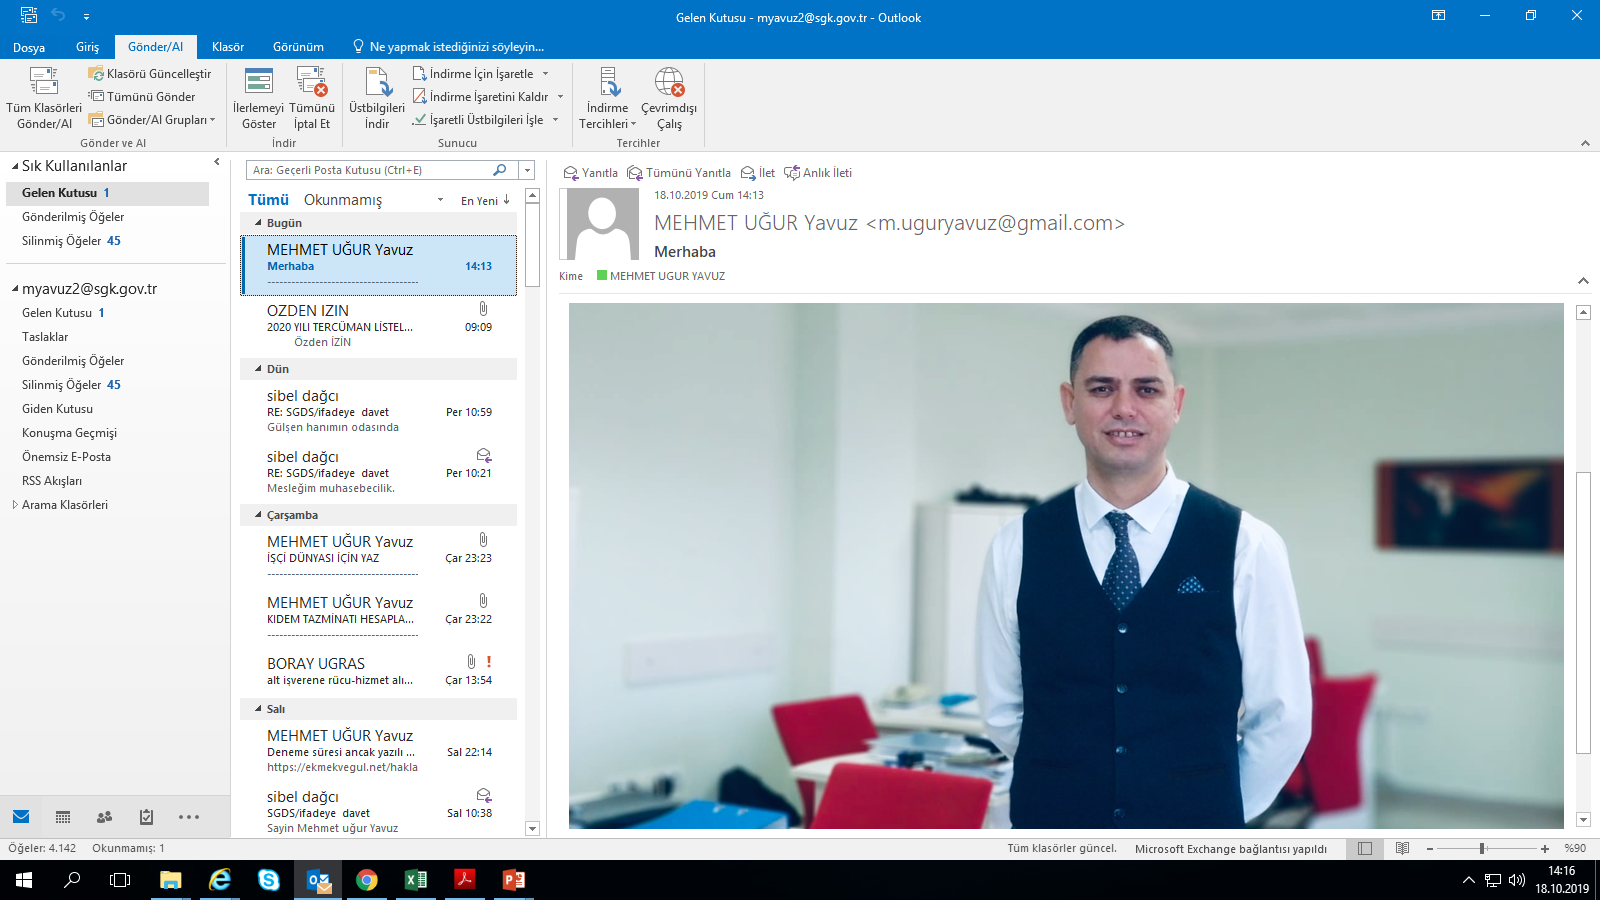 Gelen Kutusu - myavuz2@sgk.gov.tr - Outlook
Dosya Giriş Gönder/Al Klasör Görünüm Ne yapmak istediğinizi söyleyin...
Tüm Klasörleri Gönder/Al
Klasörü Güncelleştir
Tümünü Gönder
Gönder/Al Grupları
Gönder ve Al
İlerlemeyi Göster
Tümünü İptal Et
İndir
Üstbilgileri İndir
İndirme İçin İşaretle
İndirme İşaretini Kaldır
İşaretli Üstbilgileri İşle
Sunucu
İndirme Tercihleri
Çevrimdışı Çalış
Tercihler
Sık Kullanılanlar
Gelen Kutusu 1
Gönderilmiş Öğeler
Silinmiş Öğeler 45
myavuz2@sgk.gov.tr
Gelen Kutusu 1
Taslaklar
Gönderilmiş Öğeler
Silinmiş Öğeler 45
Giden Kutusu
Konuşma Geçmişi
Önemsiz E-Posta
RSS Akışları
Arama Klasörleri
Ara: Geçerli Posta Kutusu (Ctrl+E)
Tümü Okunmamış En Yeni
Bugün
MEHMET UĞUR Yavuz
Merhaba 14:13
-------------------------------------
OZDEN IZIN
2020 YILI TERCÜMAN LİSTEL... 09:09
Özden İZİN
Dün
sibel dağcı
RE: SGDS/ifadeye davet Per 10:59
Gülşen hanımın odasında
sibel dağcı
RE: SGDS/ifadeye davet Per 10:21
Mesleğim muhasebecilik.
Çarşamba
MEHMET UĞUR Yavuz
İŞÇİ DÜNYASI İÇİN YAZ Çar 23:23
-------------------------------------
MEHMET UĞUR Yavuz
KIDEM TAZMİNATI HESAPLA... Çar 23:22
-------------------------------------
BORAY UGRAS !
alt işverene rücu-hizmet alı... Çar 13:54
Salı
MEHMET UĞUR Yavuz
Deneme süresi ancak yazılı ... Sal 22:14
https://ekmekvegul.net/hakla
sibel dağcı
SGDS/ifadeye davet Sal 10:38
Sayin Mehmet uğur Yavuz
Yanıtla Tümünü Yanıtla İlet Anlık İleti
18.10.2019 Cum 14:13
MEHMET UĞUR Yavuz <m.uguryavuz@gmail.com>
Merhaba
Kime MEHMET UGUR YAVUZ
Öğeler: 4.142 Okunmamış: 1 Tüm klasörler güncel. Microsoft Exchange bağlantısı yapıldı %90
14:16
18.10.2019